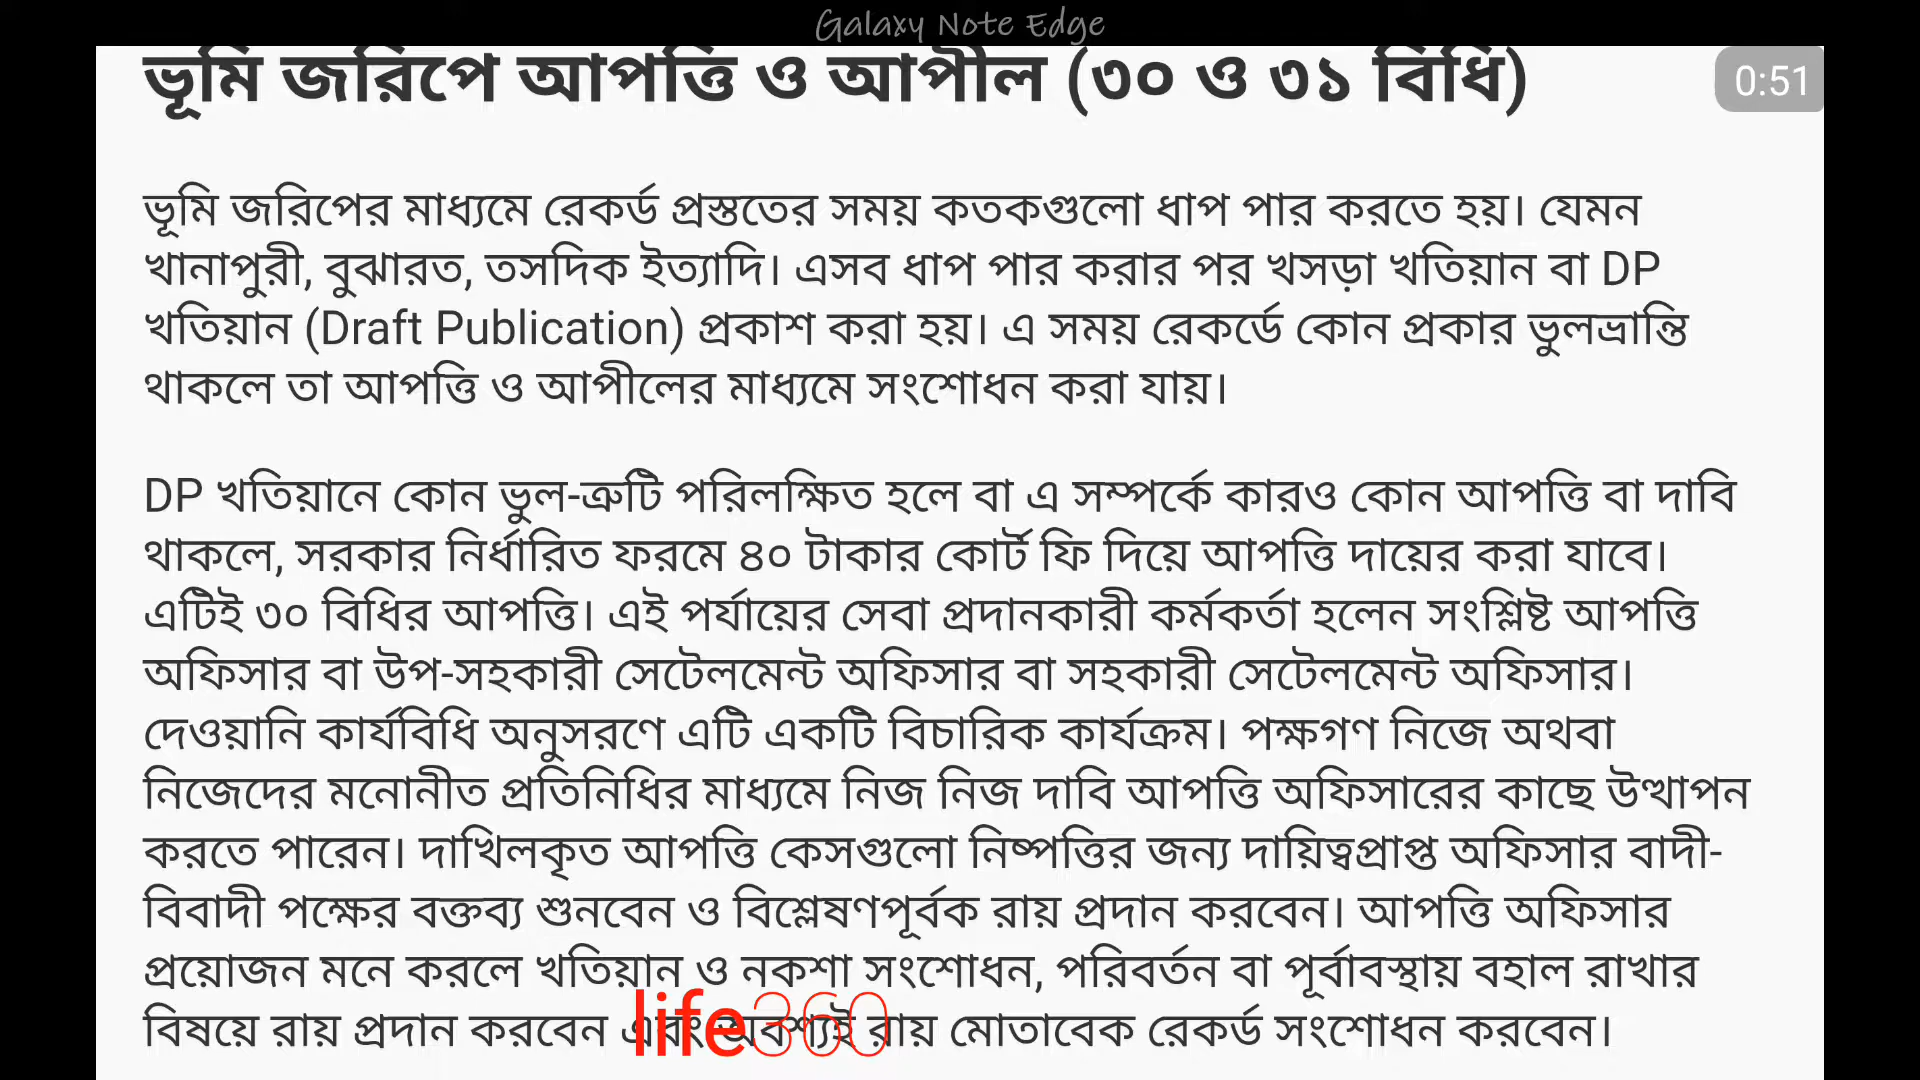 Galaxy Note Edge
ভূমি জরিপে আপত্তি ও আপীল (৩০ ও ৩১ বিধি)
0:51
ভূমি জরিপের মাধ্যমে রেকর্ড প্রস্ততের সময় কতকগুলো ধাপ পার করতে হয়। যেমন
খানাপুরী, বুঝারত, তসদিক ইত্যাদি। এসব ধাপ পার করার পর খসড়া খতিয়ান বা DP
খতিয়ান (Draft Publication) প্রকাশ করা হয়। এ সময় রেকর্ডে কোন প্রকার ভুলভ্রান্তি
থাকলে তা আপত্তি ও আপীলের মাধ্যমে সংশোধন করা যায়।
DP খতিয়ানে কোন ভুল-ত্রুটি পরিলক্ষিত হলে বা এ সম্পর্কে কারও কোন আপত্তি বা দাবি
থাকলে, সরকার নির্ধারিত ফরমে ৪০ টাকার কোর্ট ফি দিয়ে আপত্তি দায়ের করা যাবে।
এটিই ৩০ বিধির আপত্তি। এই পর্যায়ের সেবা প্রদানকারী কর্মকর্তা হলেন সংশ্লিষ্ট আপত্তি
অফিসার বা উপ-সহকারী সেটেলমেন্ট অফিসার বা সহকারী সেটেলমেন্ট অফিসার।
দেওয়ানি কার্যবিধি অনুসরণে এটি একটি বিচারিক কার্যক্রম। পক্ষগণ নিজে অথবা
নিজেদের মনোনীত প্রতিনিধির মাধ্যমে নিজ নিজ দাবি আপত্তি অফিসারের কাছে উত্থাপন
করতে পারেন। দাখিলকৃত আপত্তি কেসগুলো নিষ্পত্তির জন্য দায়িত্বপ্রাপ্ত অফিসার বাদী-
বিবাদী পক্ষের বক্তব্য শুনবেন ও বিশ্লেষণপূর্বক রায় প্রদান করবেন। আপত্তি অফিসার
প্রয়োজন মনে করলে খতিয়ান ও নকশা সংশোধন, পরিবর্তন বা পূর্বাবস্থায় বহাল রাখার
বিষয়ে রায় প্রদান করবেন এবং অবশ্যই রায় মোতাবেক রেকর্ড সংশোধন করবেন।
life360